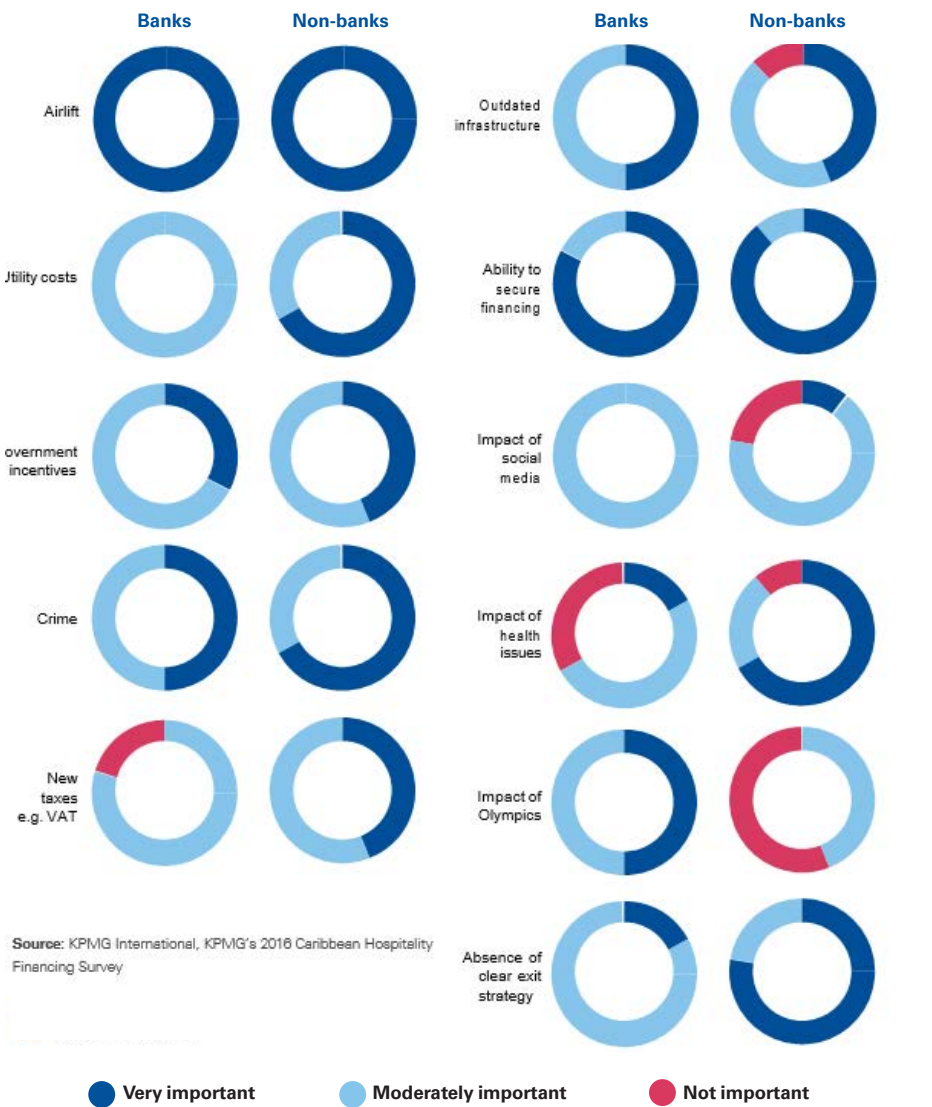 Banks
Non-banks
Airlift
Utility costs
overnment
incentives
Crime
New
taxes
e.g. VAT
Source: KPMG International, KPMG's 2016 Caribbean Hospitality
Financing Survey
Banks
Non-banks
Outdated
infrastructure
Ability to
secure
financing
Impact of
social
media
Impact of
health
issues
Impact of
Olympics
Absence of
clear exit
strategy
Very important
Moderately important
Not important